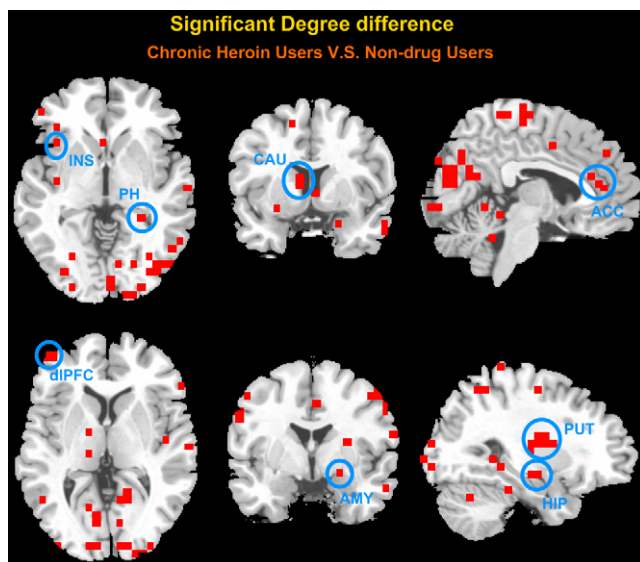 Significant Degree difference
Chronic Heroin Users V.S. Non-drug Users
INS
PH
CAU
ACC
dlPFC
AMY
PUT
HIP